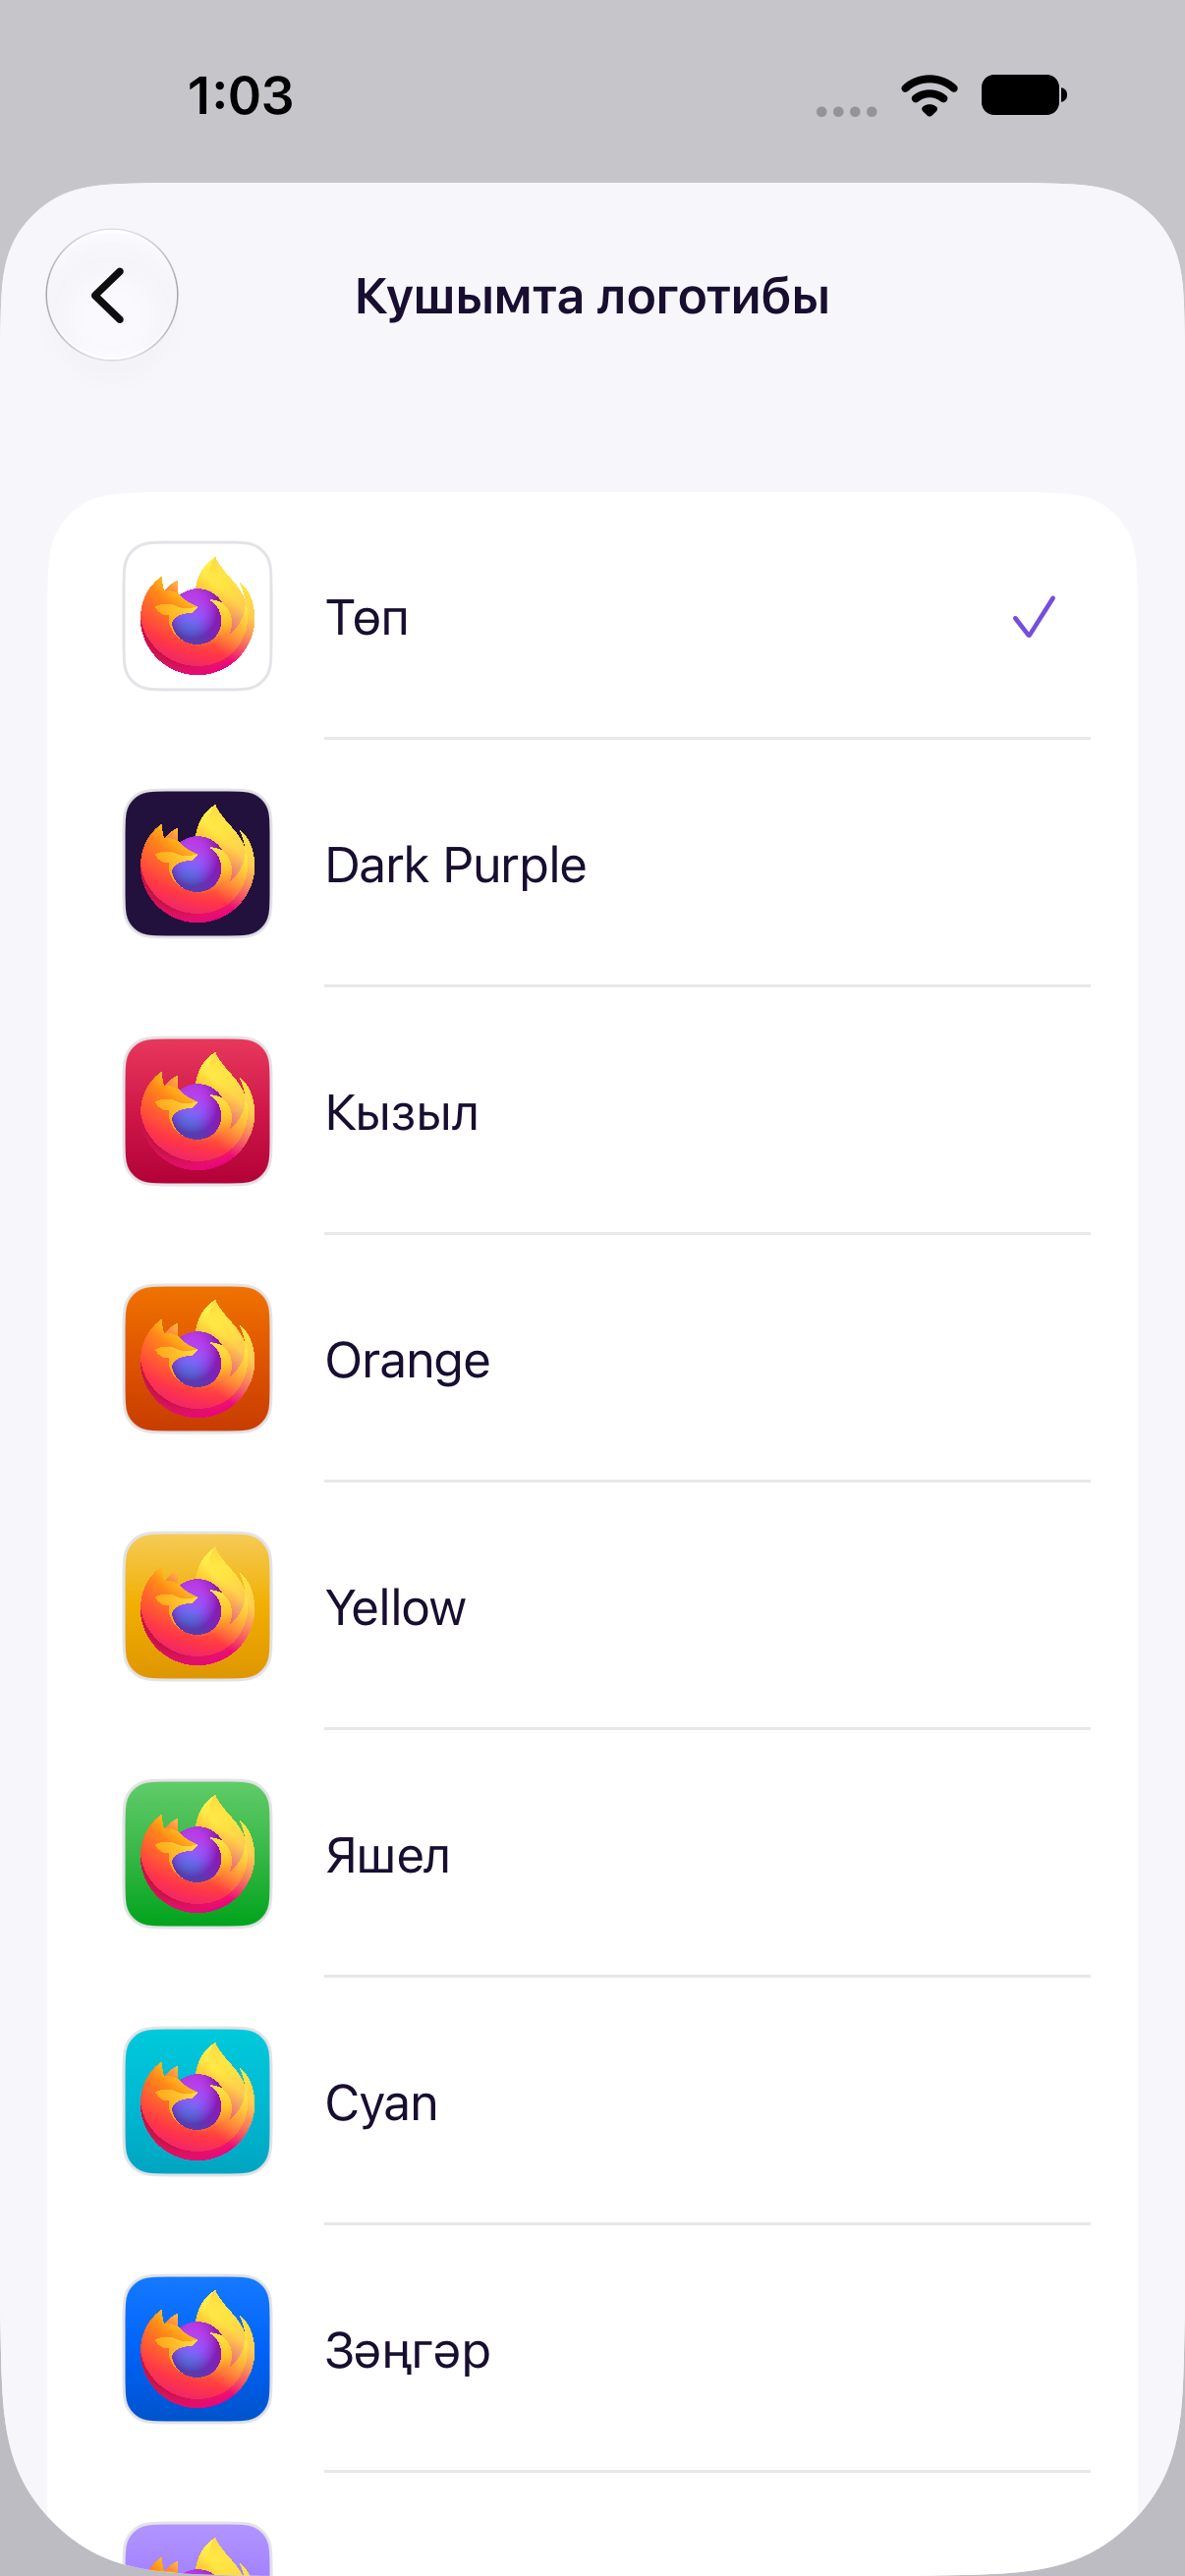 1:03
Кушымта логотибы
Төп
Dark Purple
Кызыл
Orange
Yellow
Яшел
Cyan
Зәңгәр